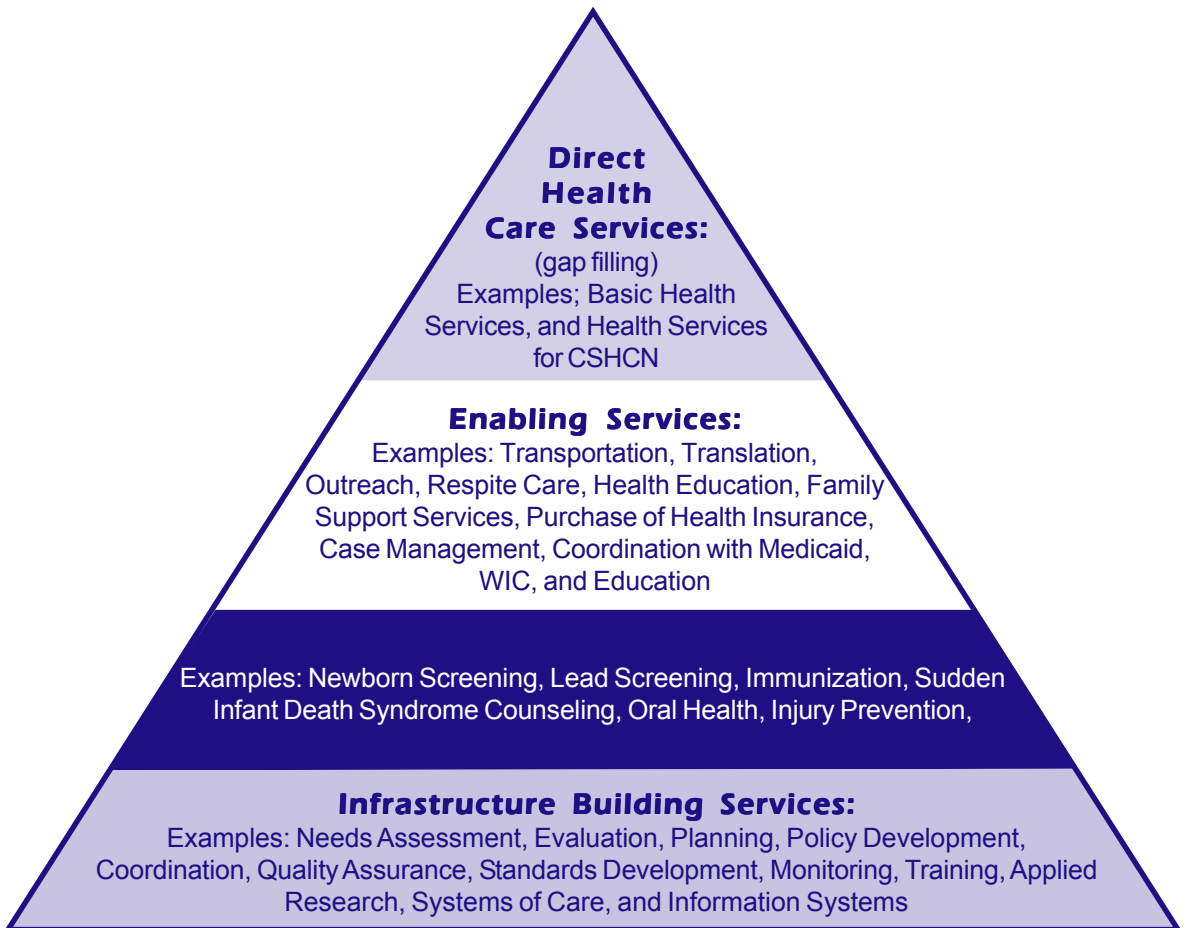 Direct
Health
Care Services:
(gap filling)
Examples; Basic Health
Services, and Health Services
for CSHCN
Enabling Services:
Examples: Transportation, Translation,
Outreach, Respite Care, Health Education, Family
Support Services, Purchase of Health Insurance,
Case Management, Coordination with Medicaid,
WIC, and Education
Examples: Newborn Screening, Lead Screening, Immunization, Sudden
Infant Death Syndrome Counseling, Oral Health, Injury Prevention,
Infrastructure Building Services:
Examples: Needs Assessment, Evaluation, Planning, Policy Development,
Coordination, Quality Assurance, Standards Development, Monitoring, Training, Applied
Research, Systems of Care, and Information Systems